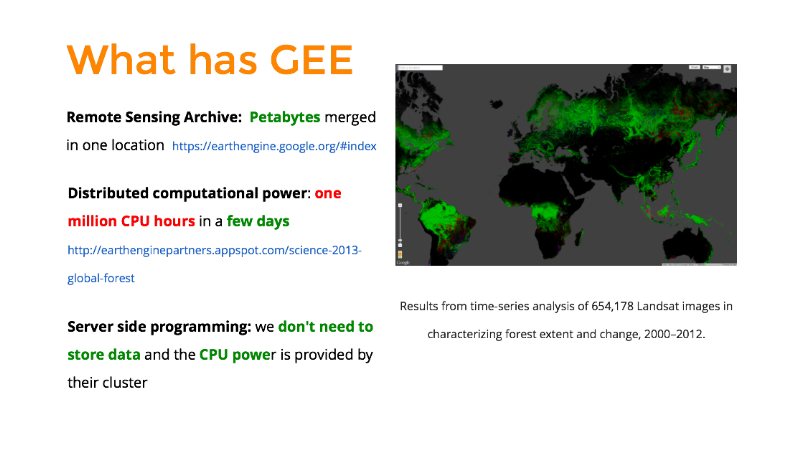 What has GEE
Remote Sensing Archive: Petabytes merged
in one location https://earthengine.google.org/#index
Distributed computational power: one
million CPU hours in a few days
http://earthenginepartners.appspot.com/science-2013-
global-forest
Server side programming: we don't need to
store data and the CPU power is provided by
their cluster
Google
Results from time-series analysis of 654,178 Landsat images in
characterizing forest extent and change, 2000–2012.